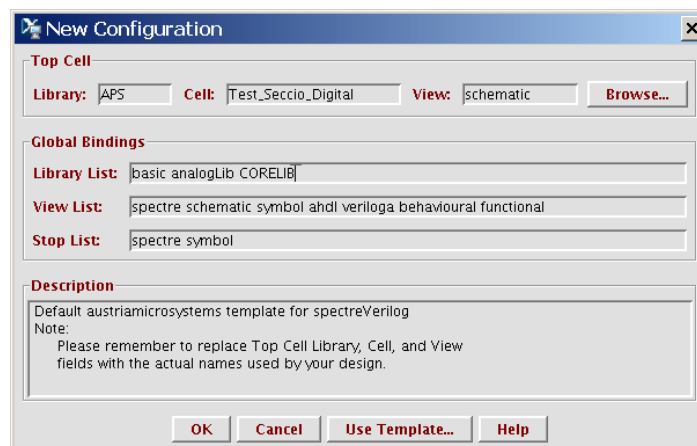 New Configuration
Top Cell
Library: APS Cell: Test_Seccio_Digital View: schematic Browse...
Global Bindings
Library List: basic analogLib CORELIB
View List: spectre schematic symbol ahdl veriloga behavioural functional
Stop List: spectre symbol
Description
Default austriamicrosystems template for spectreVerilog
Note:
Please remember to replace Top Cell Library, Cell, and View
fields with the actual names used by your design.
OK Cancel Use Template... Help